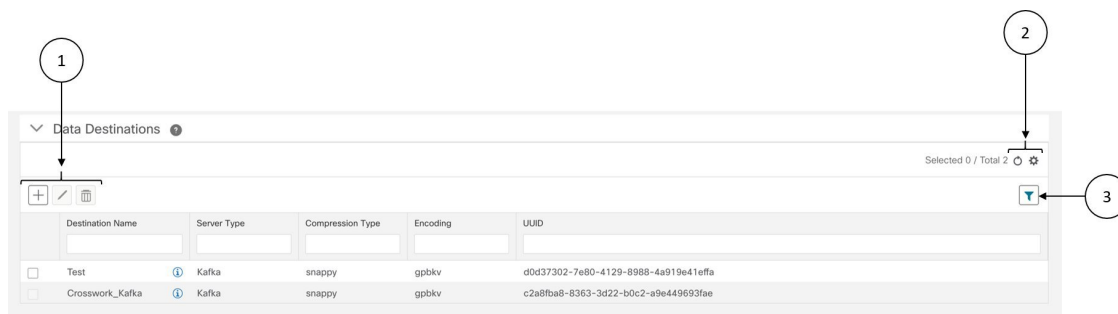 2
1
Data Destinations ?
Selected 0 / Total 2
3
Destination Name Server Type Compression Type Encoding UUID
Test i Kafka snappy gpbkv d0d37302-7e80-4129-8988-4a919e41effa
Crosswork_Kafka i Kafka snappy gpbkv c2a8fba8-8363-3d22-b0c2-a9e449693fae